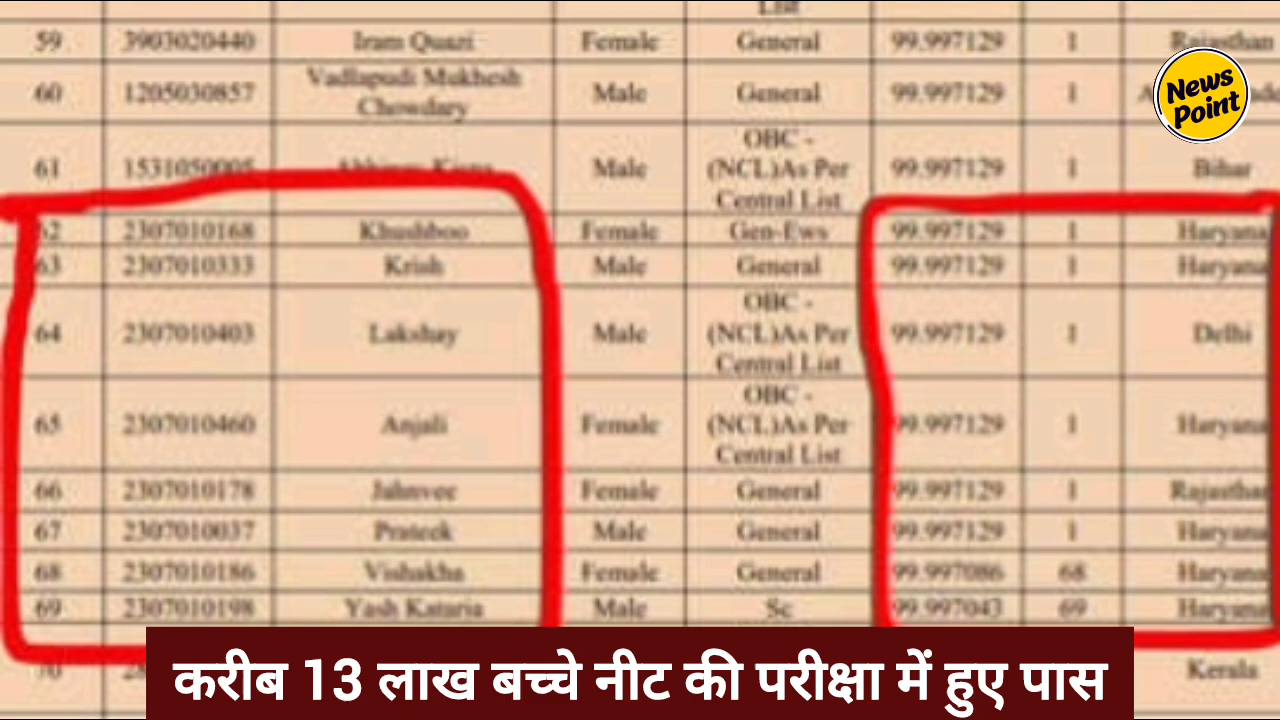 List
59 3903020440 Iram Quazi Female General 99.997129 1 Rajasthan
Vadlapudi Mukhesh
60 1205030857 Chowdary Male General 99.997129 1
News
Point
OBC -
61 1531050005 Male (NCL)As Per 99.997129 1 Bihar
Central List
62 2307010168 Khushboo Female Gen-Ews 99.997129 1 Haryana
63 2307010333 Krish Male General 99.997129 1 Haryana
OBC -
64 2307010403 Lakshay Male (NCL)As Per 99.997129 1 Delhi
Central List
OBC -
65 2307010460 Anjali Female (NCL)As Per 99.997129 1 Haryana
Central List
66 2307010178 Jahnvee Female General 99.997129 1 Rajasthan
67 2307010037 Prateek Male General 99.997129 1 Haryana
68 2307010186 Vishakha Female General 99.997086 68 Haryana
69 2307010198 Yash Kataria Male Sc 99.997043 69 Haryana
70 Kerala
करीब 13 लाख बच्चे नीट की परीक्षा में हुए पास